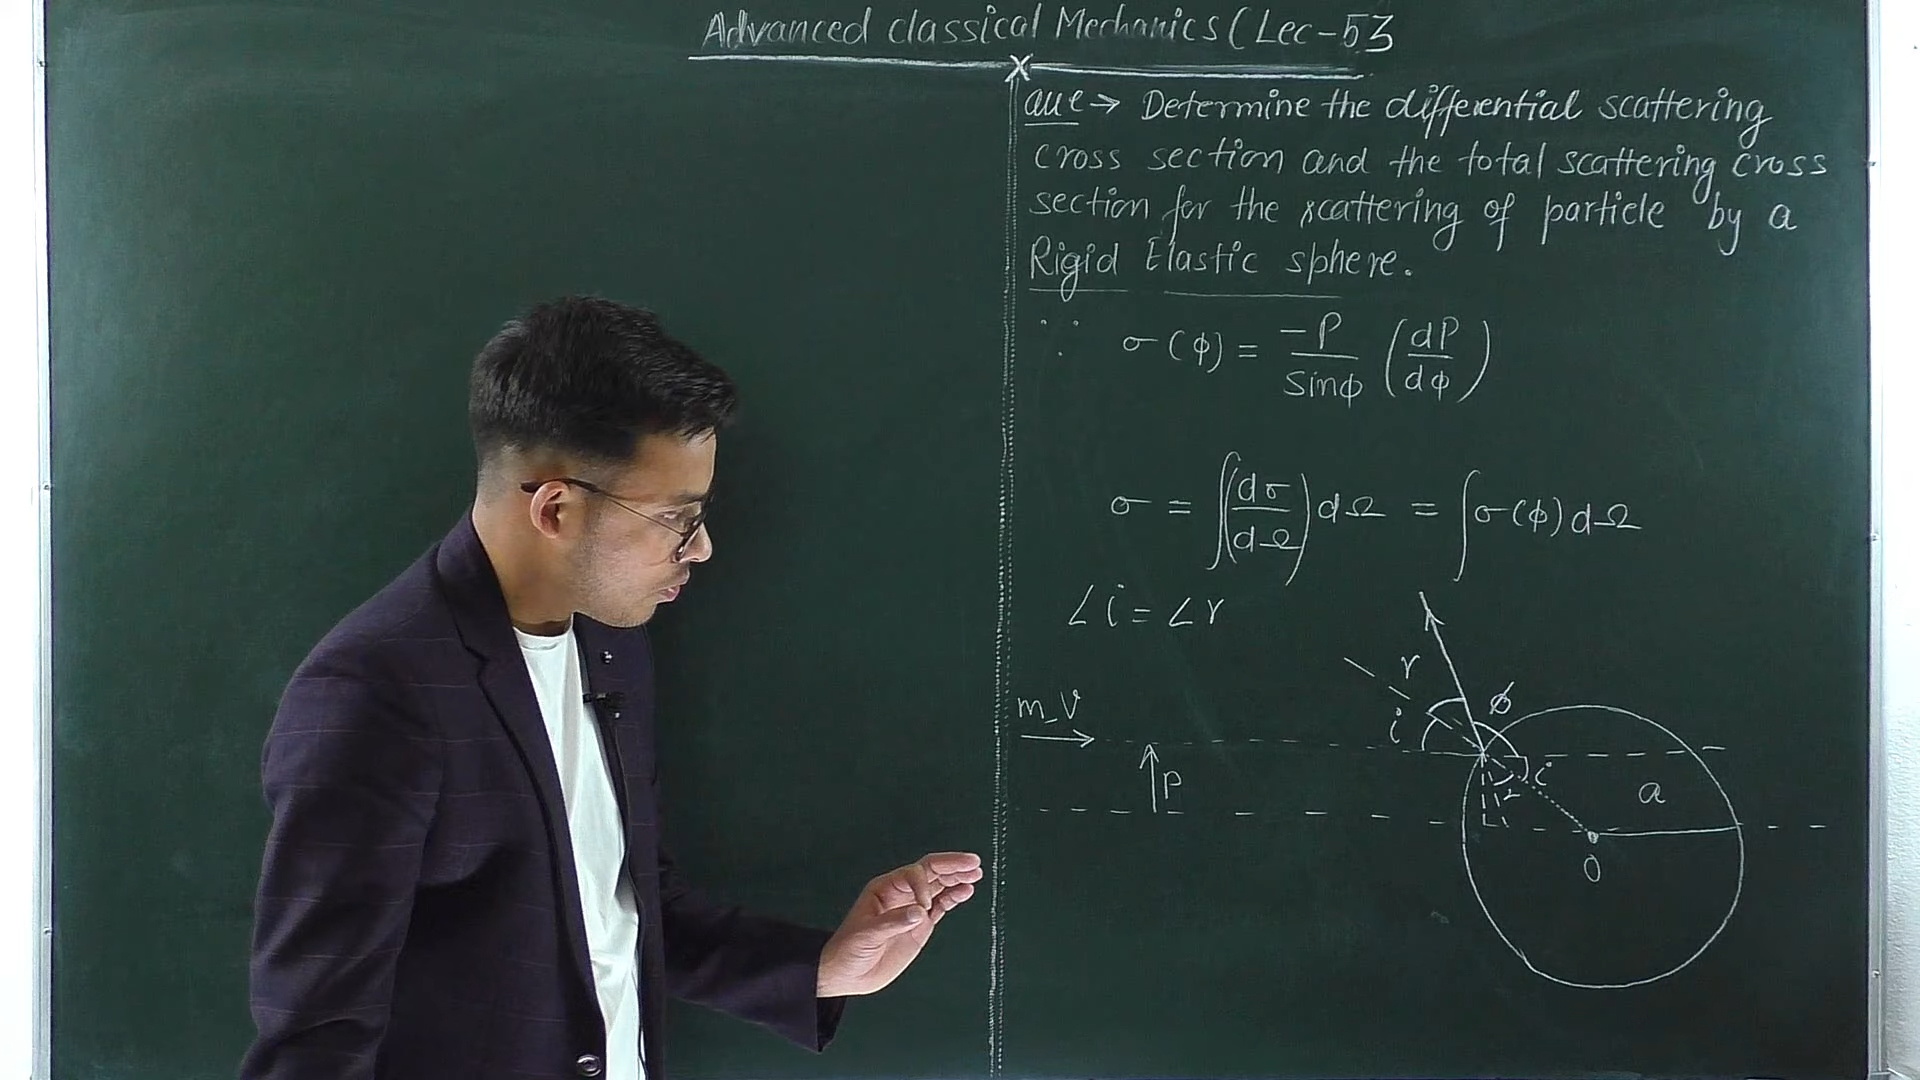 Advanced classical Mechanics (Lec-53
X
que → Determine the differential scattering
cross section and the total scattering cross
section for the scattering of particle by a
Rigid Elastic sphere.
∵ σ(ϕ) = -P/sinϕ (dP/dϕ)
σ = ∫(dσ/dΩ) dΩ = ∫σ(ϕ) dΩ
∠i = ∠r
r
ϕ
m_V
i
P
i
a
O